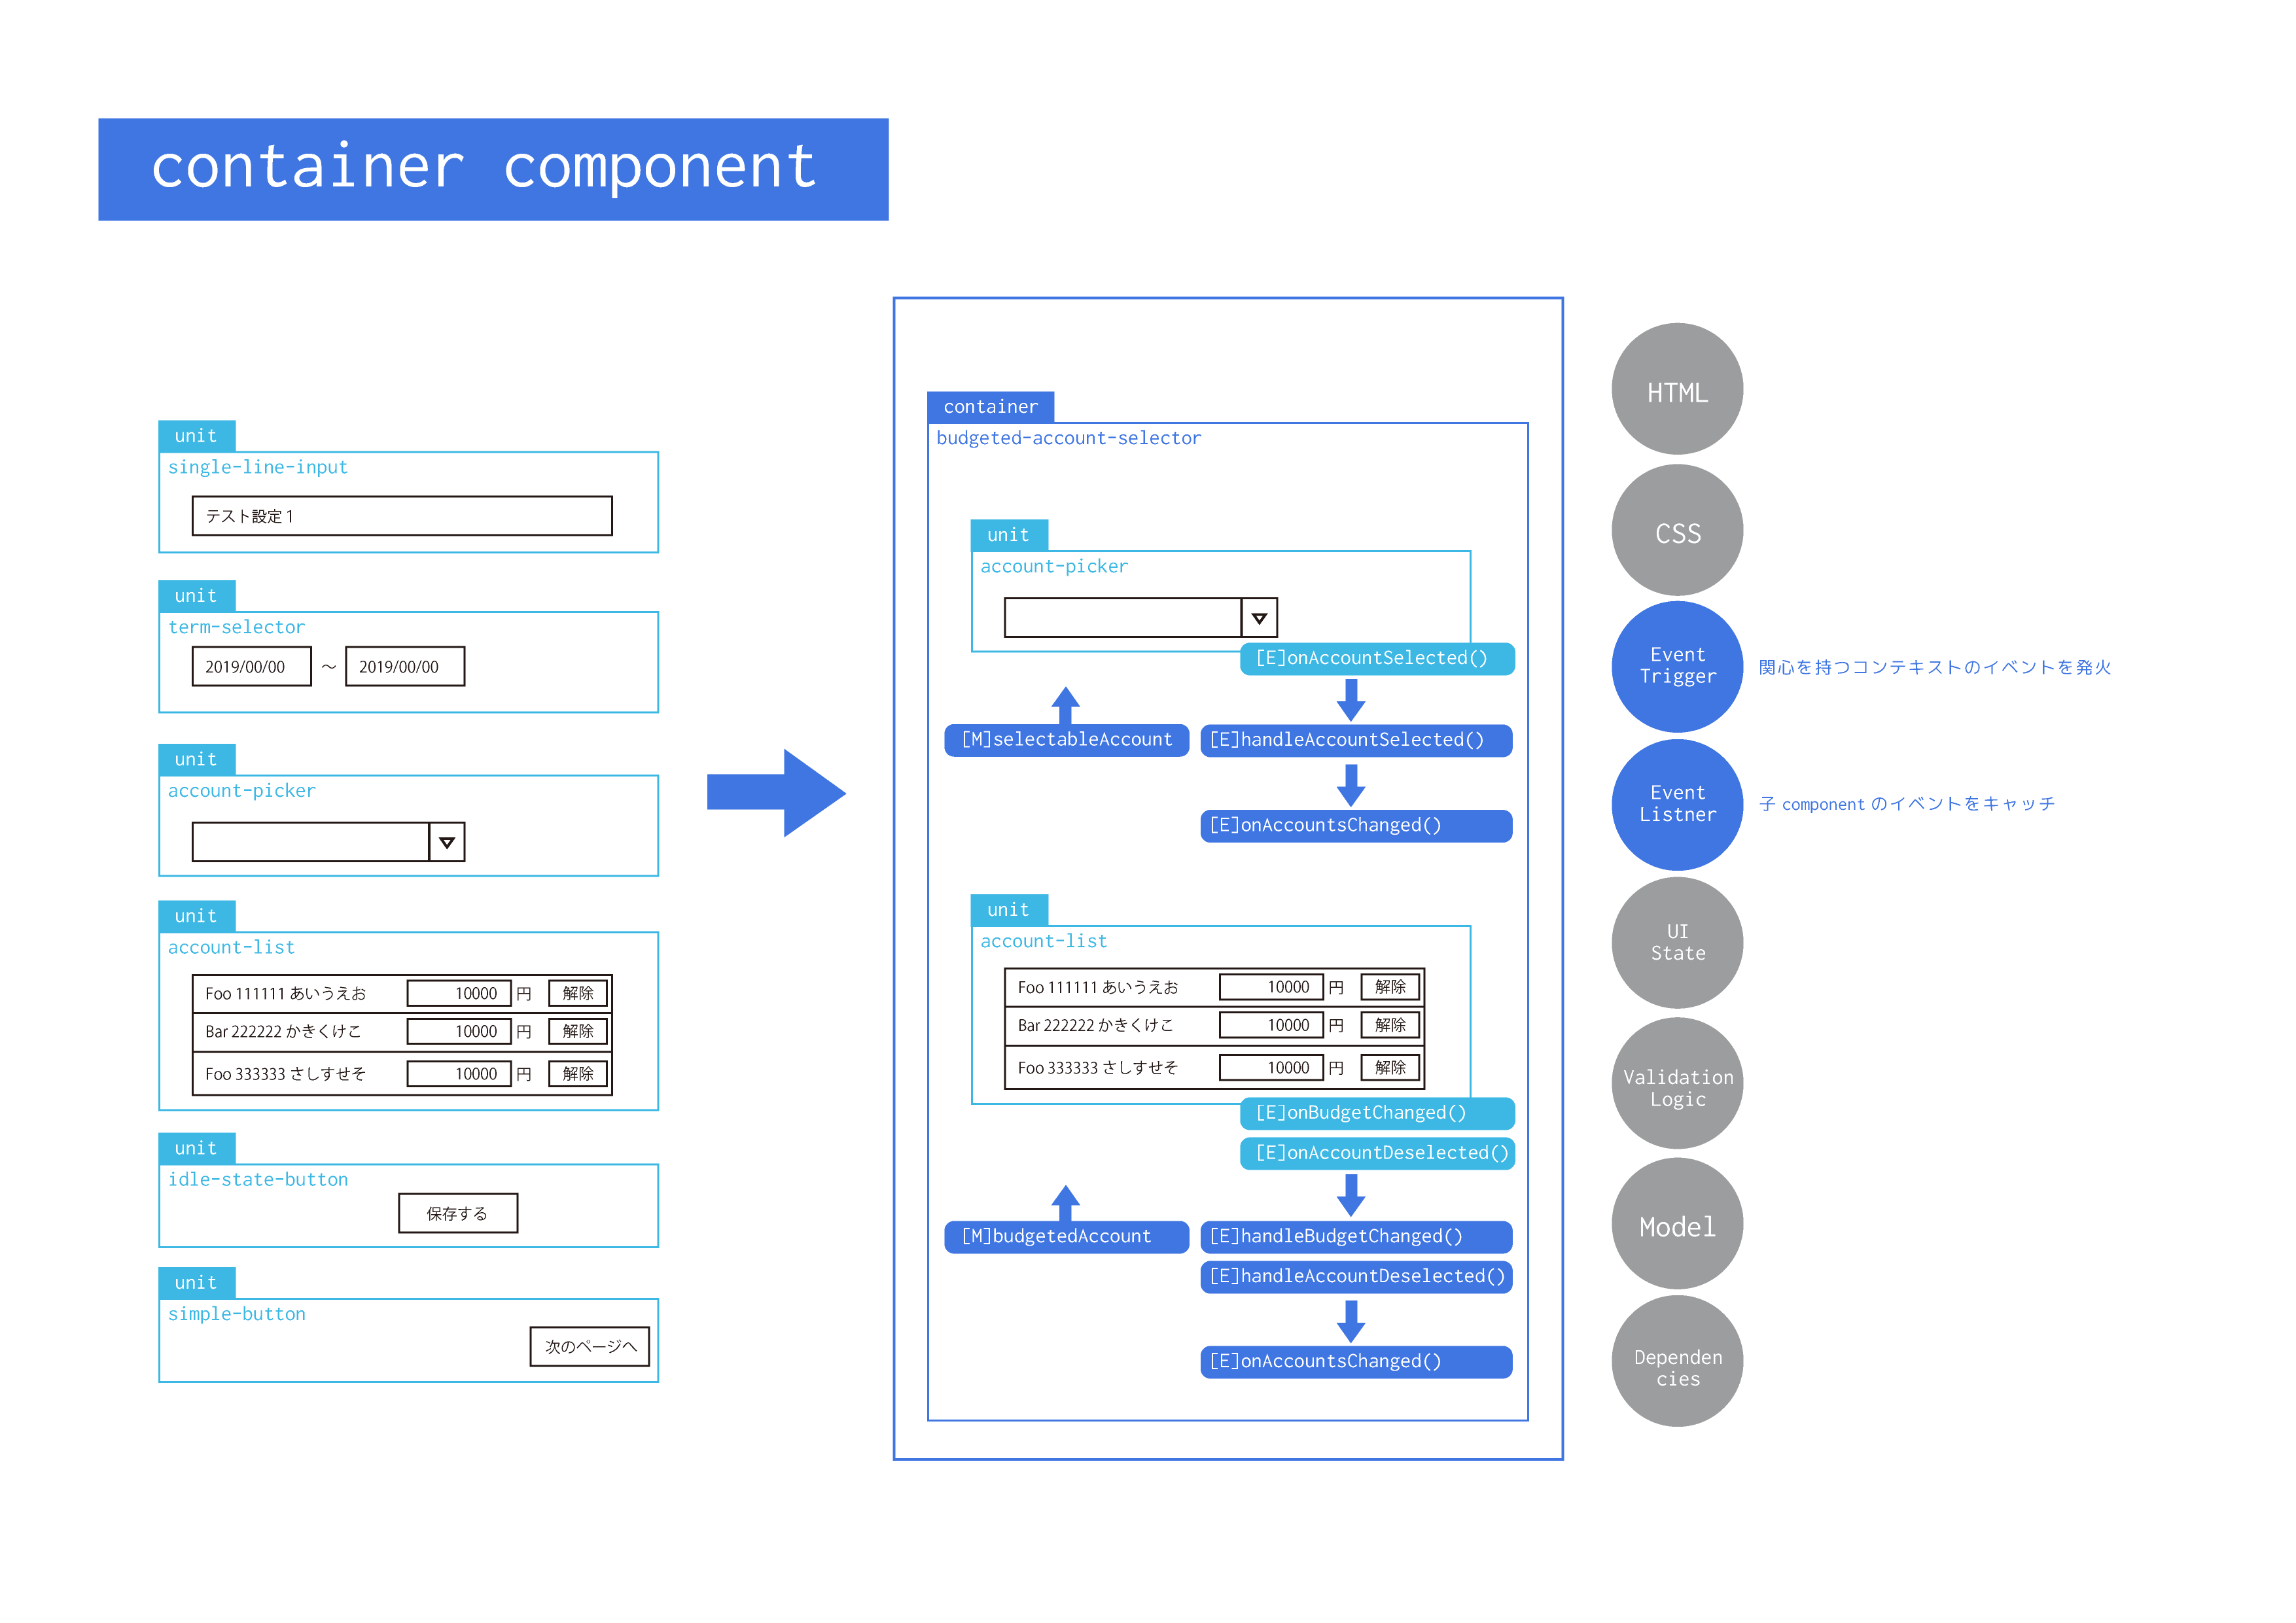 container component
unit
single-line-input
テスト設定 1
unit
term-selector
2019/00/00 ～ 2019/00/00
unit
account-picker
unit
account-list
Foo 111111 あいうえお 10000 円 解除
Bar 222222 かきくけこ 10000 円 解除
Foo 333333 さしすせそ 10000 円 解除
unit
idle-state-button
保存する
unit
simple-button
次のページへ
container
budgeted-account-selector
unit
account-picker
[E]onAccountSelected()
[M]selectableAccount
[E]handleAccountSelected()
[E]onAccountsChanged()
unit
account-list
Foo 111111 あいうえお 10000 円 解除
Bar 222222 かきくけこ 10000 円 解除
Foo 333333 さしすせそ 10000 円 解除
[E]onBudgetChanged()
[E]onAccountDeselected()
[M]budgetedAccount
[E]handleBudgetChanged()
[E]handleAccountDeselected()
[E]onAccountsChanged()
HTML
CSS
Event
Trigger
関心を持つコンテキストのイベントを発火
Event
Listner
子 component のイベントをキャッチ
UI
State
Validation
Logic
Model
Dependen
cies